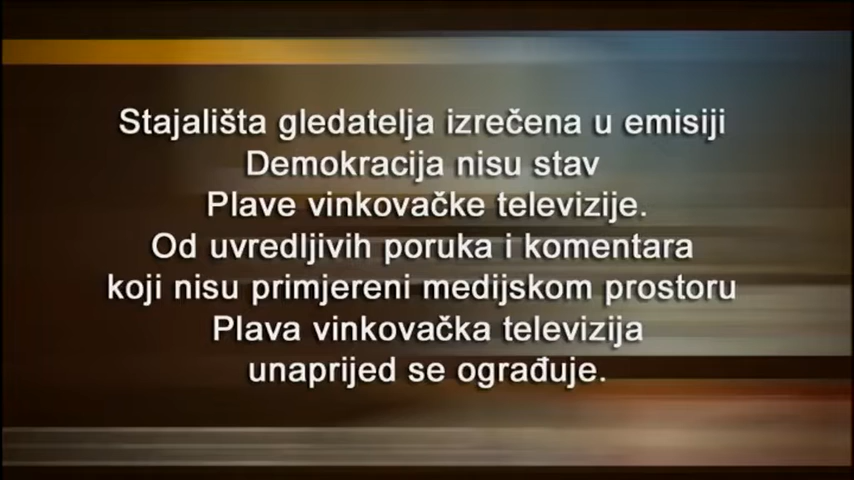 Stajališta gledatelja izrečena u emisiji
Demokracija nisu stav
Plave vinkovačke televizije.
Od uvredljivih poruka i komentara
koji nisu primjereni medijskom prostoru
Plava vinkovačka televizija
unaprijed se ograđuje.